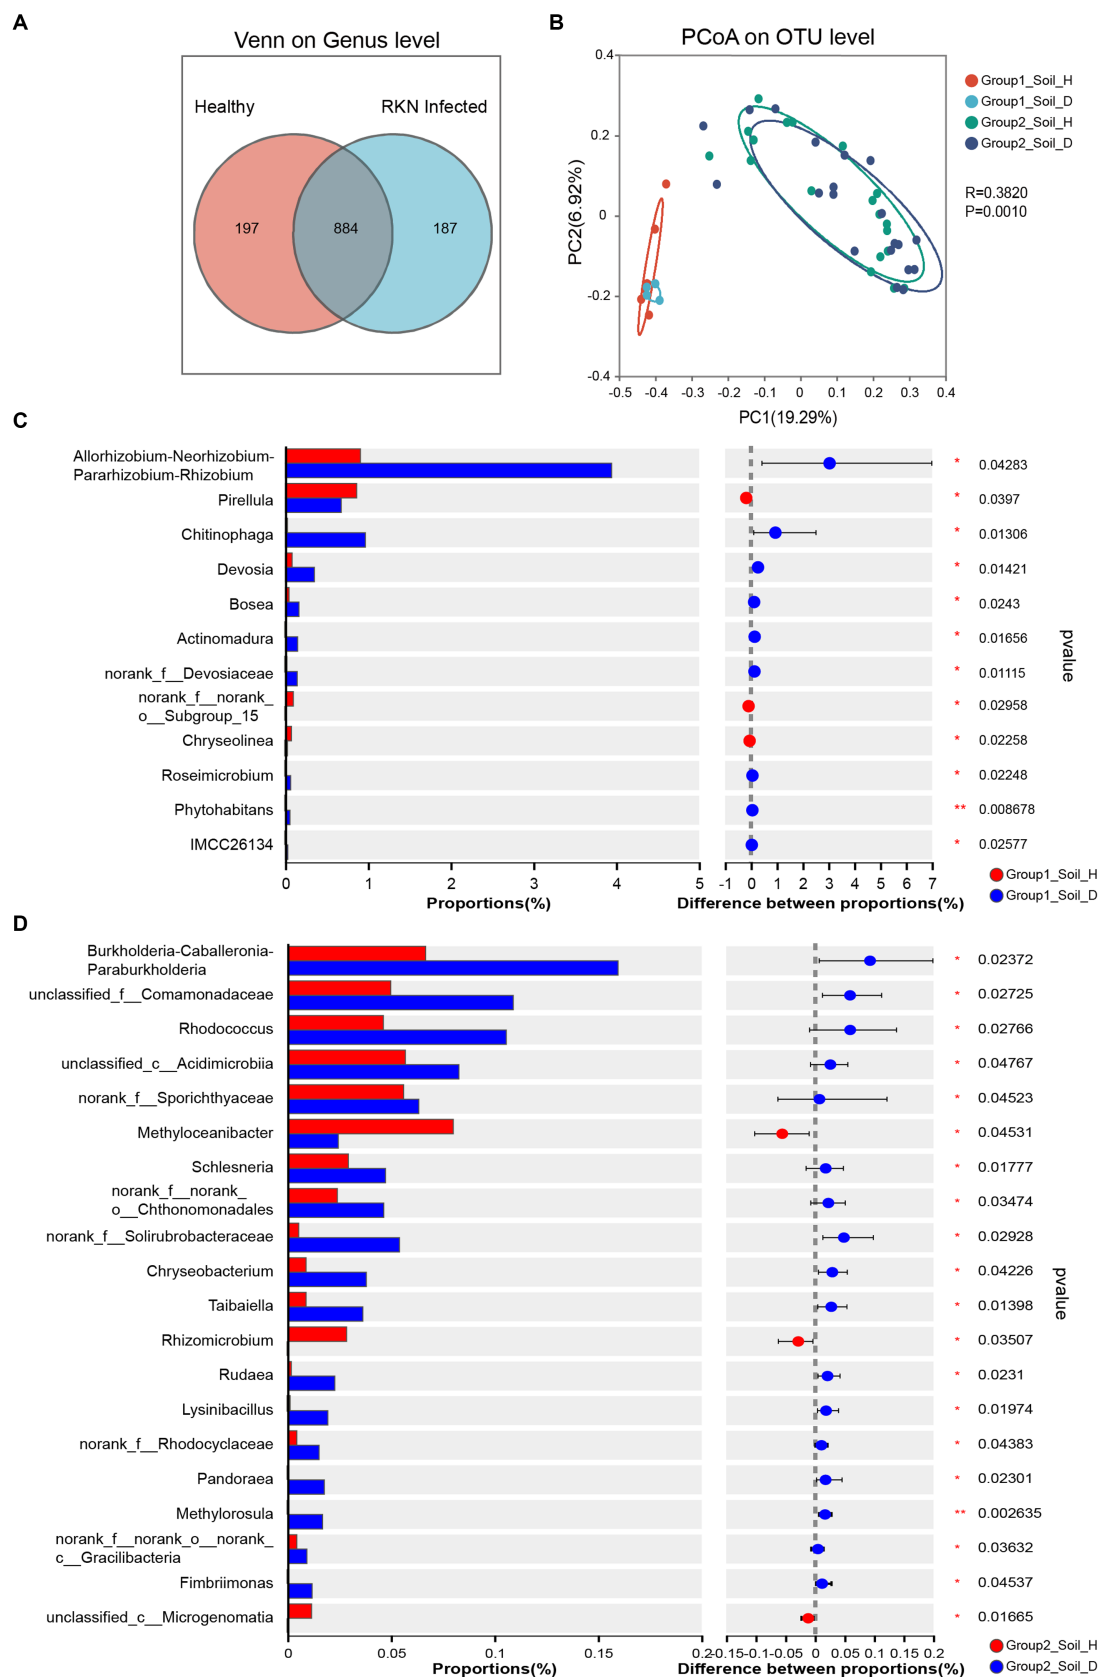 A
Venn on Genus level
Healthy
RKN Infected
197
884
187
B
PCoA on OTU level
PC2(6.92%)
0.4
0.2
0
-0.2
-0.4
-0.5 -0.4 -0.3 -0.2 -0.1 0 0.1 0.2 0.3 0.4
PC1(19.29%)
Group1_Soil_H
Group1_Soil_D
Group2_Soil_H
Group2_Soil_D
R=0.3820
P=0.0010
C
Allorhizobium-Neorhizobium-
Pararhizobium-Rhizobium
* 0.04283
Pirellula * 0.0397
Chitinophaga * 0.01306
Devosia * 0.01421
Bosea * 0.0243
Actinomadura * 0.01656
norank_f__Devosiaceae * 0.01115
norank_f__norank_
o__Subgroup_15
* 0.02958
Chryseolinea * 0.02258
Roseimicrobium * 0.02248
Phytohabitans ** 0.008678
IMCC26134 * 0.02577
pvalue
0 1 2 3 4 5
Proportions(%)
-1 0 1 2 3 4 5 6 7
Difference between proportions(%)
Group1_Soil_H
Group1_Soil_D
D
Burkholderia-Caballeronia-
Paraburkholderia
* 0.02372
unclassified_f__Comamonadaceae * 0.02725
Rhodococcus * 0.02766
unclassified_c__Acidimicrobiia * 0.04767
norank_f__Sporichthyaceae * 0.04523
Methyloceanibacter * 0.04531
Schlesneria * 0.01777
norank_f__norank_
o__Chthonomonadales
* 0.03474
norank_f__Solirubrobacteraceae * 0.02928
Chryseobacterium * 0.04226
Taibaiella * 0.01398
Rhizomicrobium * 0.03507
Rudaea * 0.0231
Lysinibacillus * 0.01974
norank_f__Rhodocyclaceae * 0.04383
Pandoraea * 0.02301
Methylorosula ** 0.002635
norank_f__norank_o__norank_
c__Gracilibacteria
* 0.03632
Fimbriimonas * 0.04537
unclassified_c__Microgenomatia * 0.01665
pvalue
0 0.05 0.1 0.15 0.2
Proportions(%)
-0.15 -0.1 -0.05 0 0.05 0.1 0.15 0.2
Difference between proportions(%)
Group2_Soil_H
Group2_Soil_D